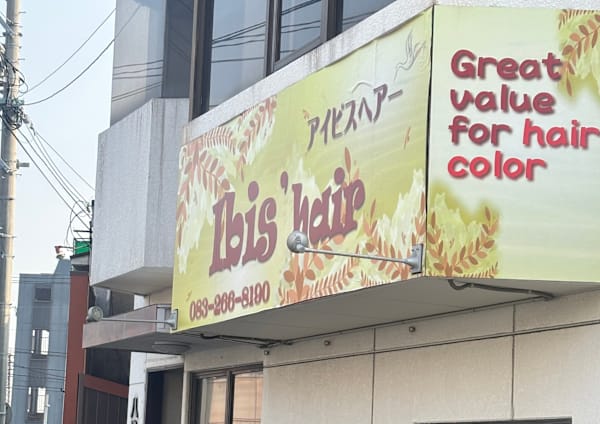 アイビスヘアー
Ibis'hair
083-266-8190
Great
value
for hair
color